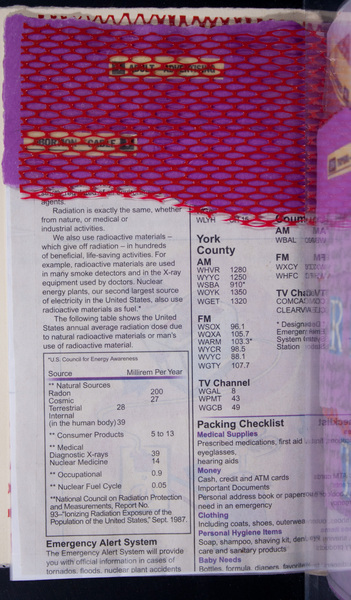 ADULT ADVERTISING
CABLE
agents.
Radiation is exactly the same, whether
from nature, or medical or
industrial activities.
We also use radioactive materials –
which give off radiation – in hundreds
of beneficial, life-saving activities. For
example, radioactive materials are used
in many smoke detectors and in the X-ray
equipment used by doctors. Nuclear
energy plants, our second largest source
of electricity in the United States, also use
radioactive materials as fuel.*
The following table shows the United
States annual average radiation dose due
to natural radioactive materials or man's
use of radioactive material.
*U.S. Council for Energy Awareness
Source Millirem Per Year
** Natural Sources
Radon 200
Cosmic 27
Terrestrial 28
Internal
(in the human body) 39
** Consumer Products 5 to 13
** Medical
Diagnostic X-rays 39
Nuclear Medicine 14
** Occupational 0.9
** Nuclear Fuel Cycle 0.05
**National Council on Radiation Protection
and Measurements, Report No.
93–"Ionizing Radiation Exposure of the
Population of the United States," Sept. 1987.
Emergency Alert System
The Emergency Alert System will provide
you with official information in cases of
tornados, floods, nuclear plant accidents
WLYH
York
County
AM
WHVR 1280
WYYC 1250
WSBA 910*
WOYK 1350
WGET 1320
FM
WSOX 96.1
WQXA 105.7
WARM 103.3*
WYCR 98.5
WVYC 88.1
WGTY 107.7
TV Channel
WGAL 8
WPMT 43
WGCB 49
AM
WBAL
FM
WXCY
WHFC
TV
* Designated
System
Station
Packing Checklist
Medical Supplies
Prescribed medications, first aid
eyeglasses,
hearing aids
Money
Cash, credit and ATM cards
Important Documents
Personal address book or papers
need in an emergency
Clothing
Including coats, shoes, outerwear
Personal Hygiene Items
Soap, shampoo, shaving kit,
care and sanitary products
Baby Needs
Bottles, formula, diapers,